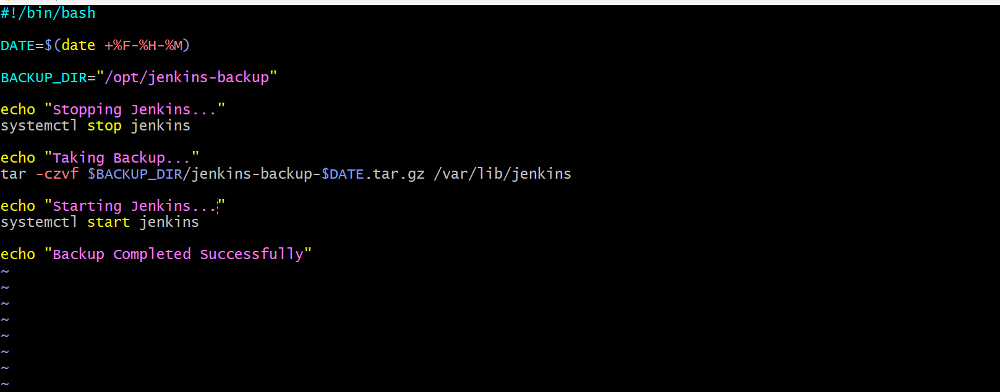 #!/bin/bash
DATE=$(date +%F-%H-%M)
BACKUP_DIR="/opt/jenkins-backup"
echo "Stopping Jenkins..."
systemctl stop jenkins
echo "Taking Backup..."
tar -czvf $BACKUP_DIR/jenkins-backup-$DATE.tar.gz /var/lib/jenkins
echo "Starting Jenkins..."
systemctl start jenkins
echo "Backup Completed Successfully"
~
~
~
~
~
~
~
~